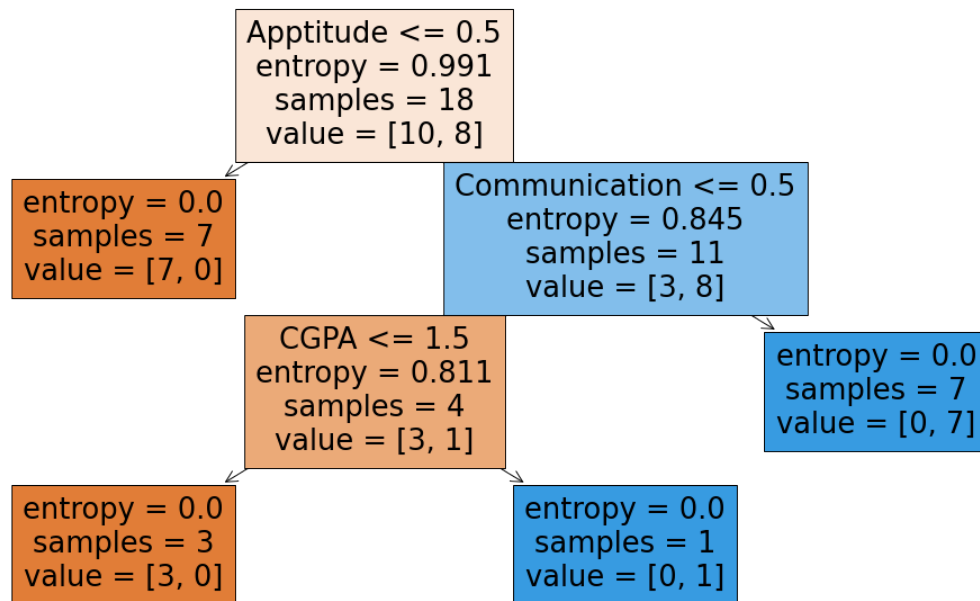 Apptitude <= 0.5
entropy = 0.991
samples = 18
value = [10, 8]
entropy = 0.0
samples = 7
value = [7, 0]
Communication <= 0.5
entropy = 0.845
samples = 11
value = [3, 8]
CGPA <= 1.5
entropy = 0.811
samples = 4
value = [3, 1]
entropy = 0.0
samples = 7
value = [0, 7]
entropy = 0.0
samples = 3
value = [3, 0]
entropy = 0.0
samples = 1
value = [0, 1]